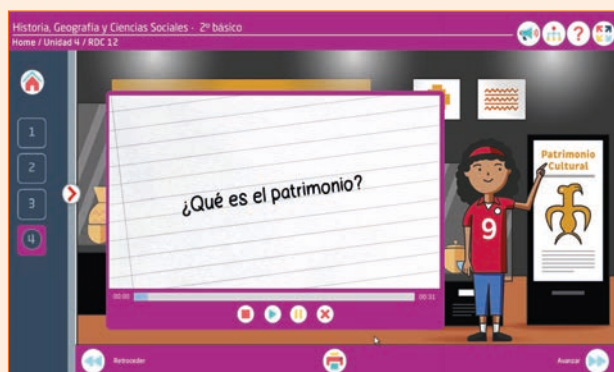 Historia, Geografía y Ciencias Sociales - 2º básico
Home / Unidad 4 / RDC 12
1
2
3
4
¿Qué es el patrimonio?
00:00
00:31
Patrimonio
Cultural
9
Retroceder
Avanzar